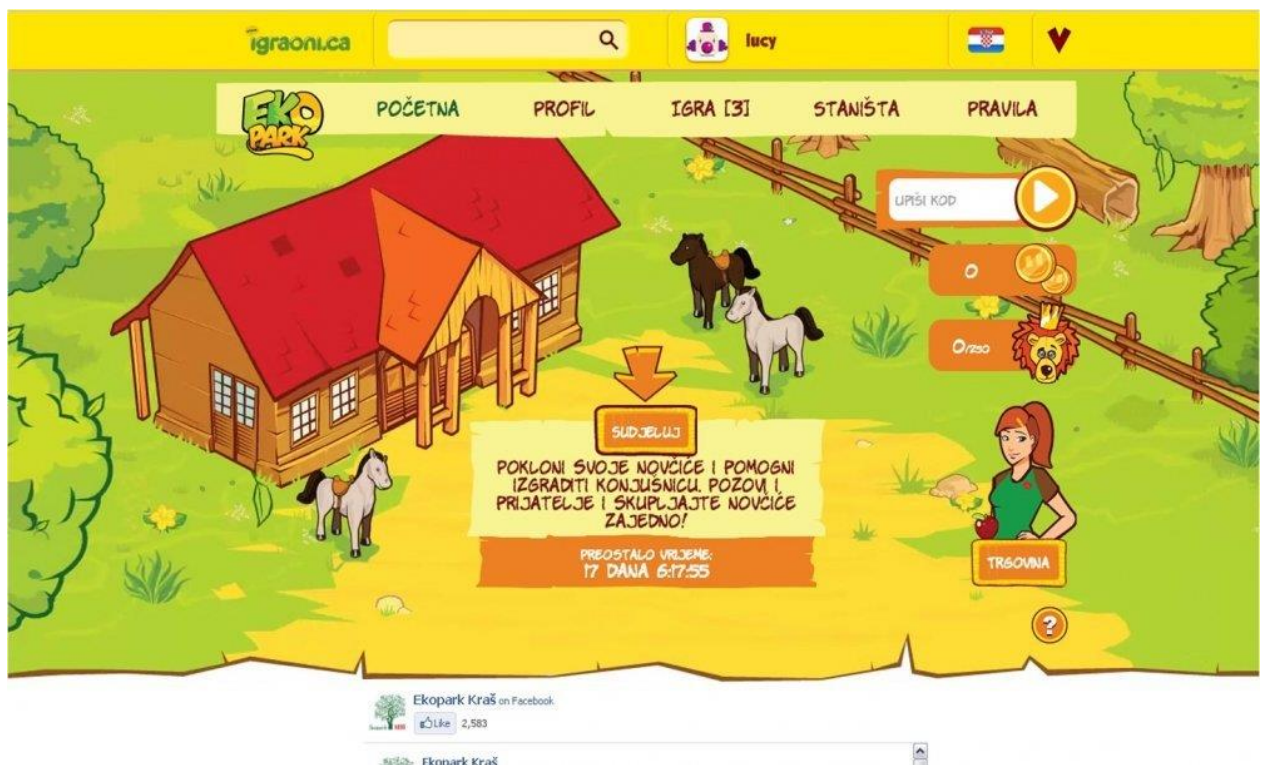 igraoni.ca
lucy
EKO
PARK
POČETNA
PROFIL
IGRA [3]
STANIŠTA
PRAVILA
UPIŠI KOD
0
0/250
SUDJELUJ
POKLONI SVOJE NOVČIĆE I POMOGNI
IZGRADITI KONJUŠNICU. POZOVI I
PRIJATELJE I SKUPLJAJTE NOVČIĆE
ZAJEDNO!
PREOSTALO VRIJEME:
17 DANA 6:17:55
TRGOVINA
?
Ekopark Kraš on Facebook
Like 2,583
Ekopark Kraš